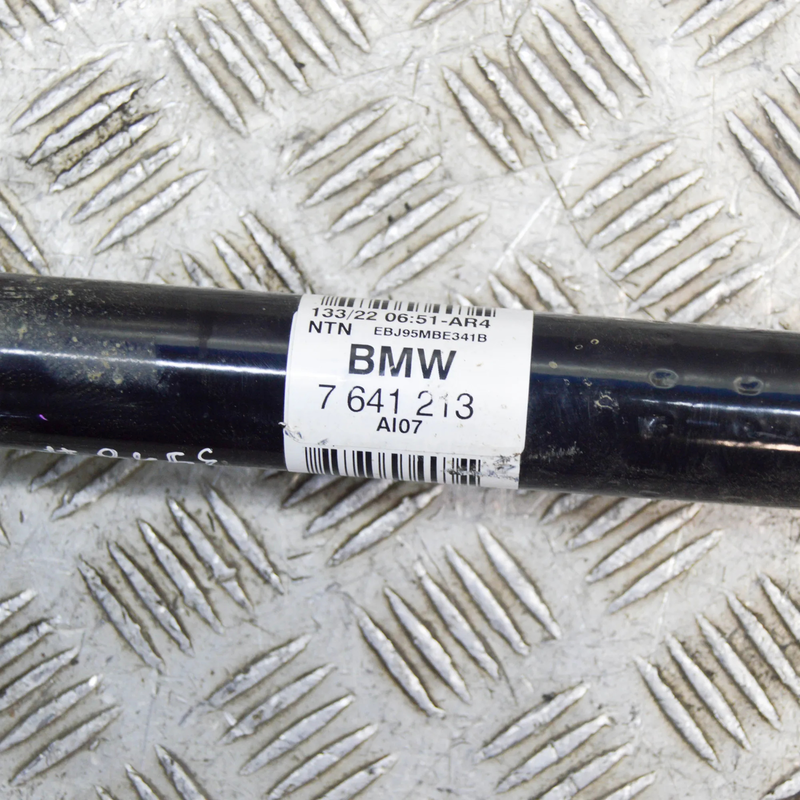 133/22 06:51-AR4
NTN EBJ95MBE341B
BMW
7 641 213
AI07